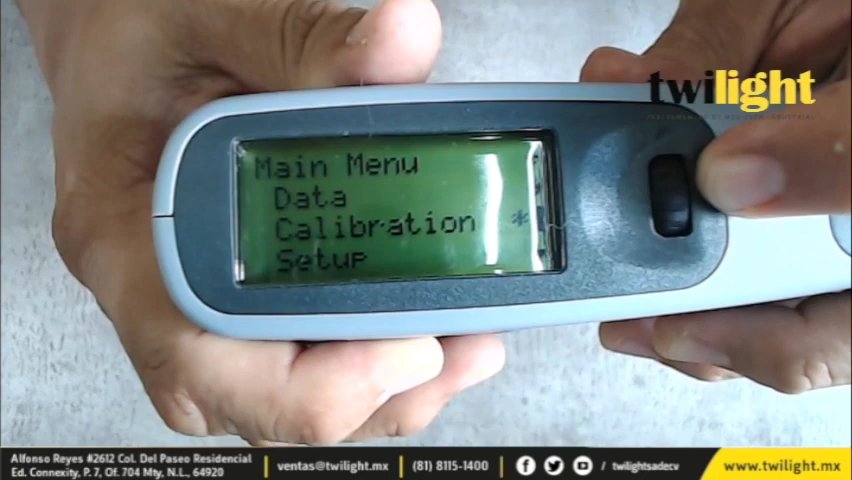 twilight
Main Menu
Data
Calibration *
Setup
Alfonso Reyes #2612 Col. Del Paseo Residencial
Ed. Connexity, P. 7, Of. 704 Mty, N.L., 64920
ventas@twilight.mx
(81) 8115-1400
/twilightsadecv
www.twilight.mx